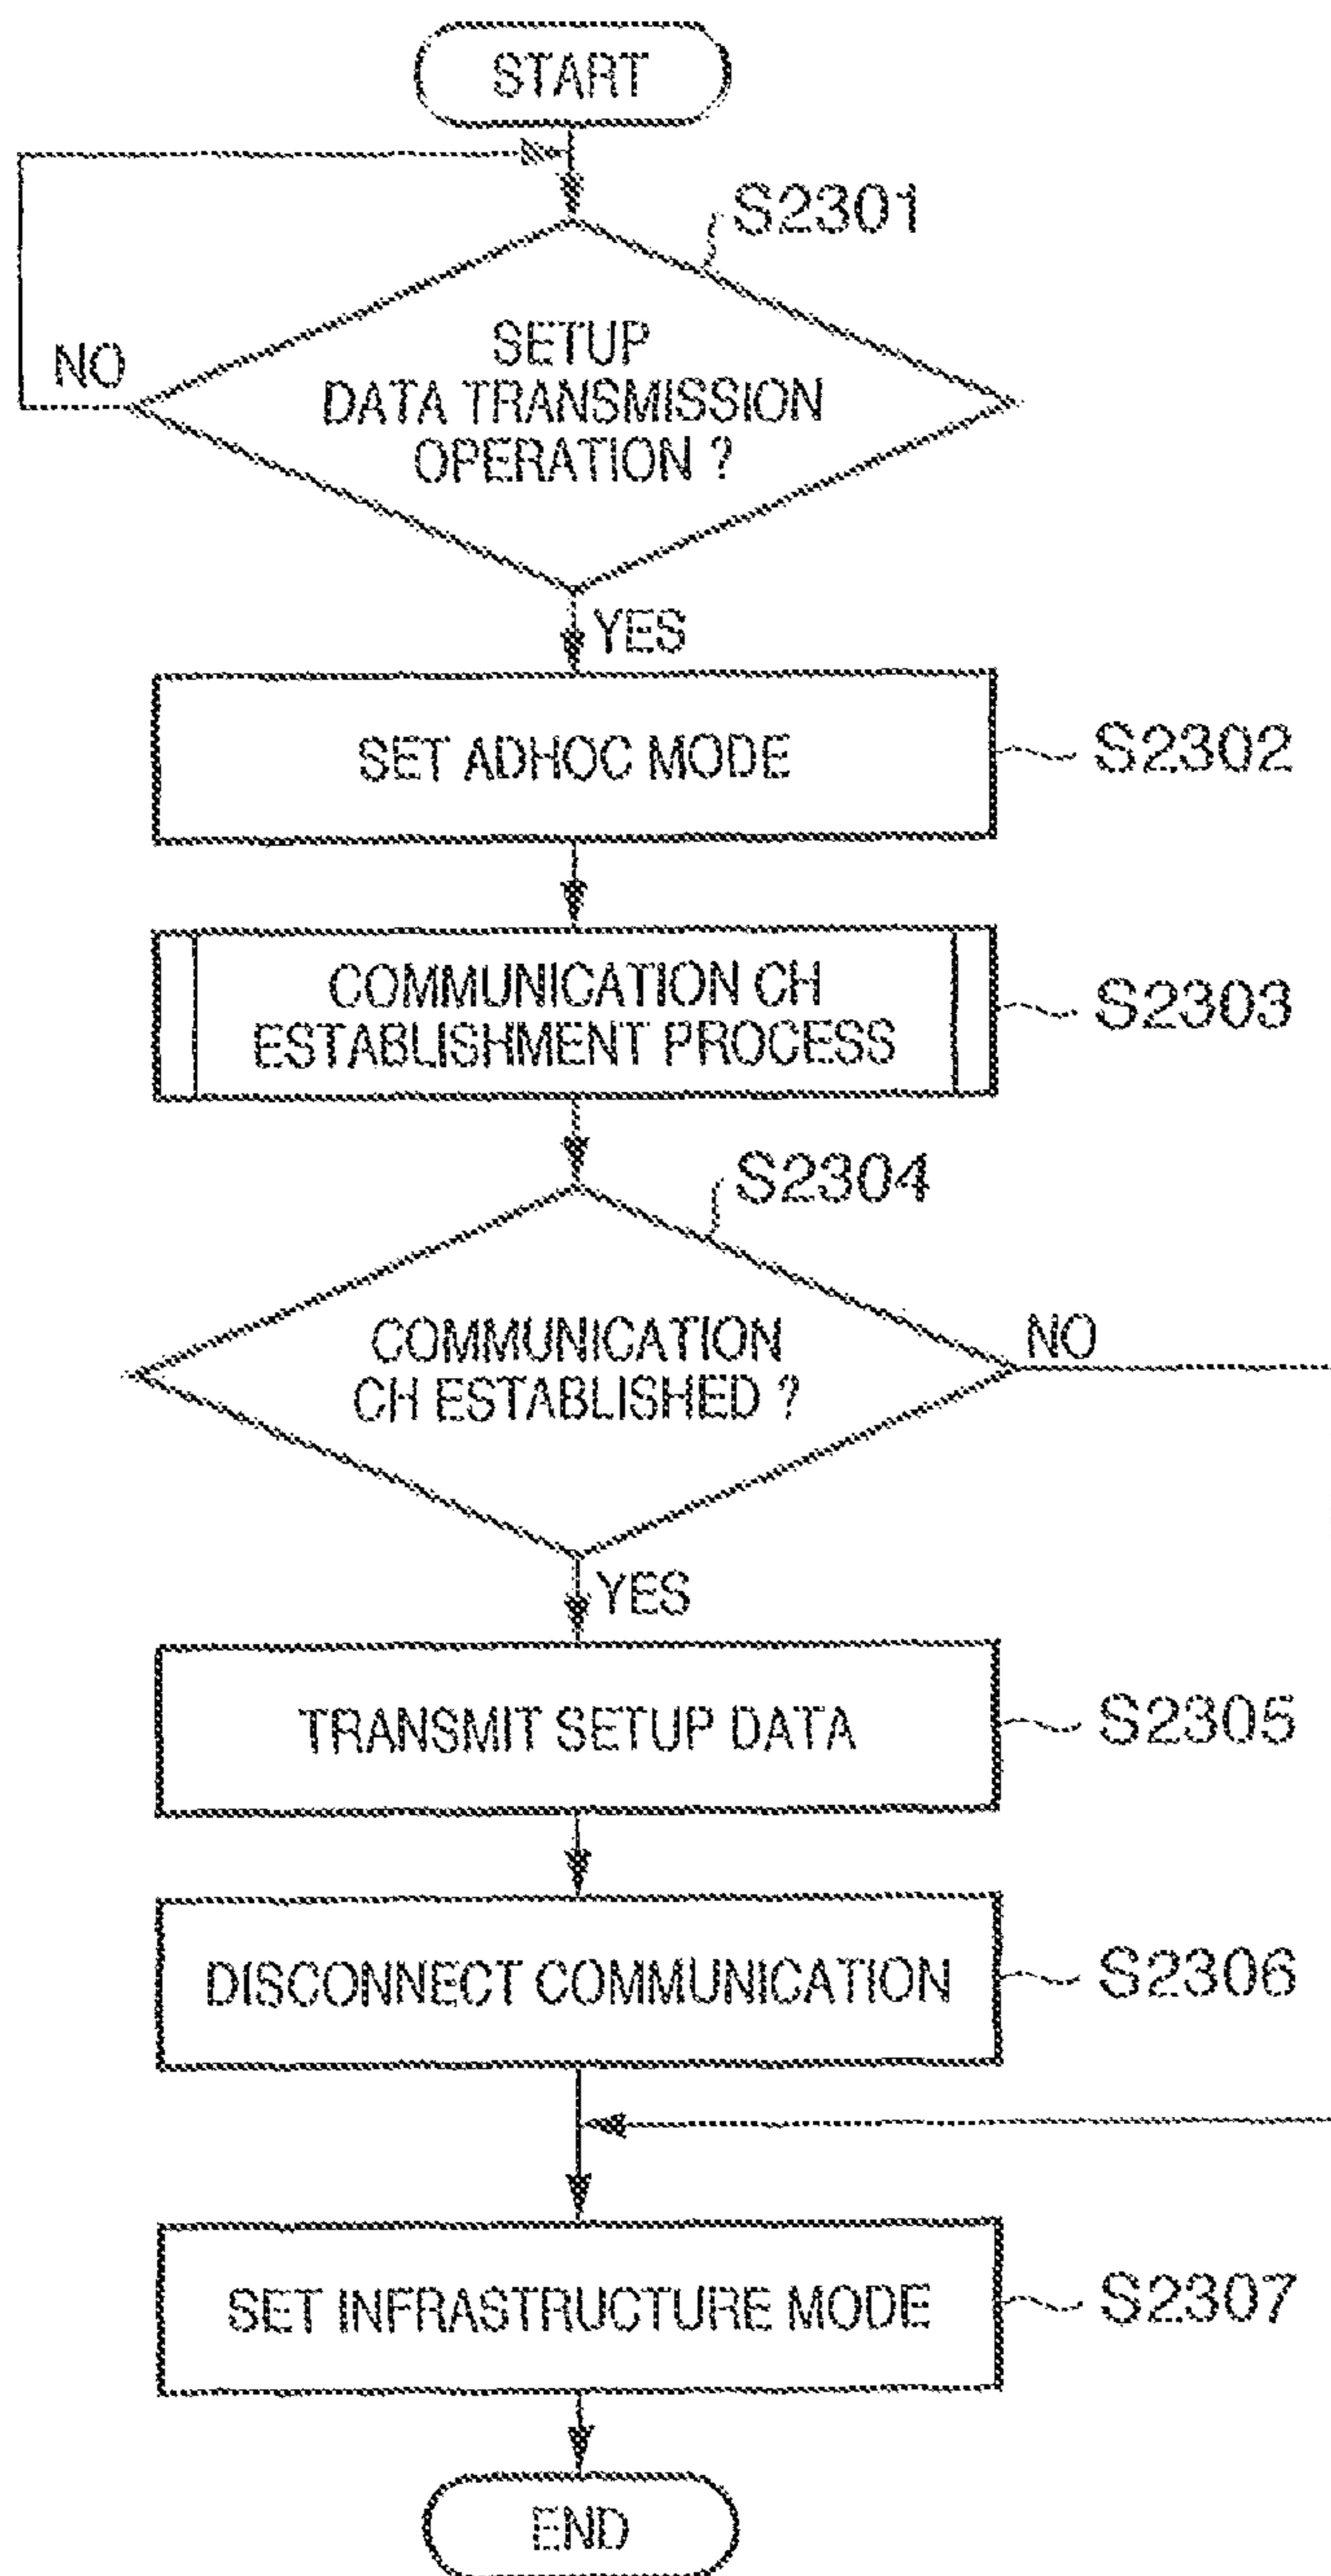 START
S2301
SETUP
DATA TRANSMISSION
OPERATION ?
NO
YES
SET ADHOC MODE
S2302
COMMUNICATION CH
ESTABLISHMENT PROCESS
S2303
S2304
COMMUNICATION
CH ESTABLISHED ?
NO
YES
TRANSMIT SETUP DATA
S2305
DISCONNECT COMMUNICATION
S2306
SET INFRASTRUCTURE MODE
S2307
END